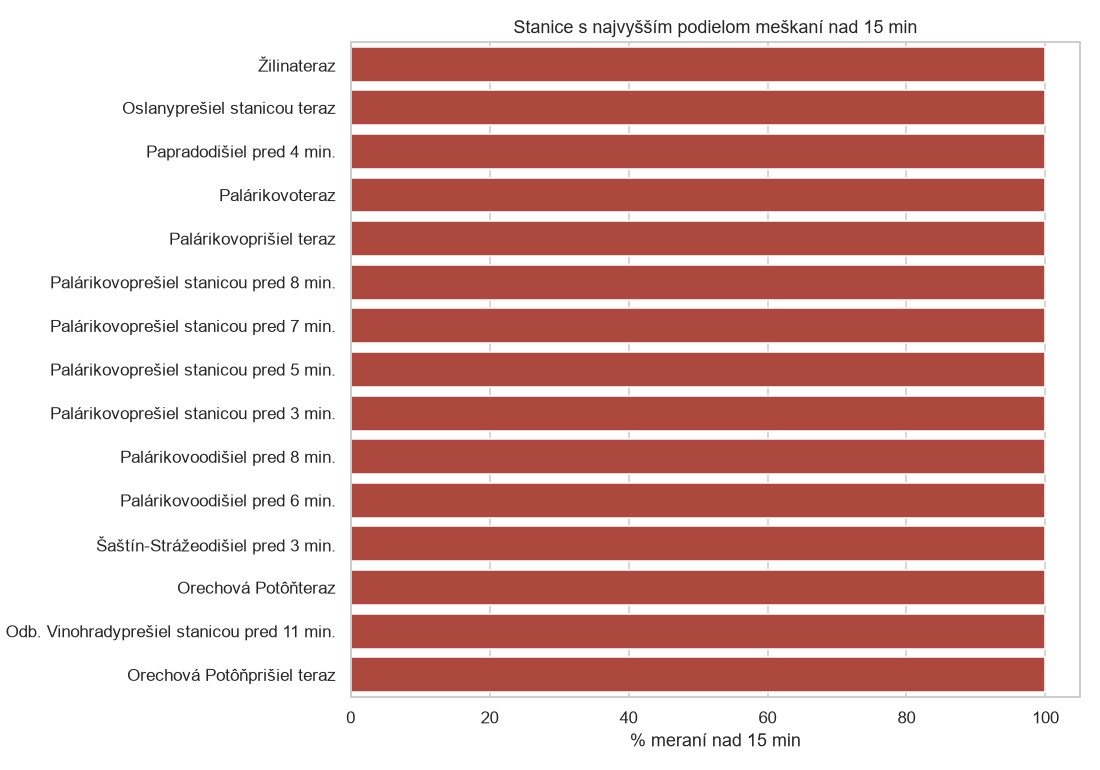 Stanice s najvyšším podielom meškaní nad 15 min
Žilinateraz
Oslanyprešiel stanicou teraz
Papradodišiel pred 4 min.
Palárikovoteraz
Palárikovoprišiel teraz
Palárikovoprešiel stanicou pred 8 min.
Palárikovoprešiel stanicou pred 7 min.
Palárikovoprešiel stanicou pred 5 min.
Palárikovoprešiel stanicou pred 3 min.
Palárikovoodišiel pred 8 min.
Palárikovoodišiel pred 6 min.
Šaštín-Strážeodišiel pred 3 min.
Orechová Potôňteraz
Odb. Vinohradyprešiel stanicou pred 11 min.
Orechová Potôňprišiel teraz
0 20 40 60 80 100
% meraní nad 15 min